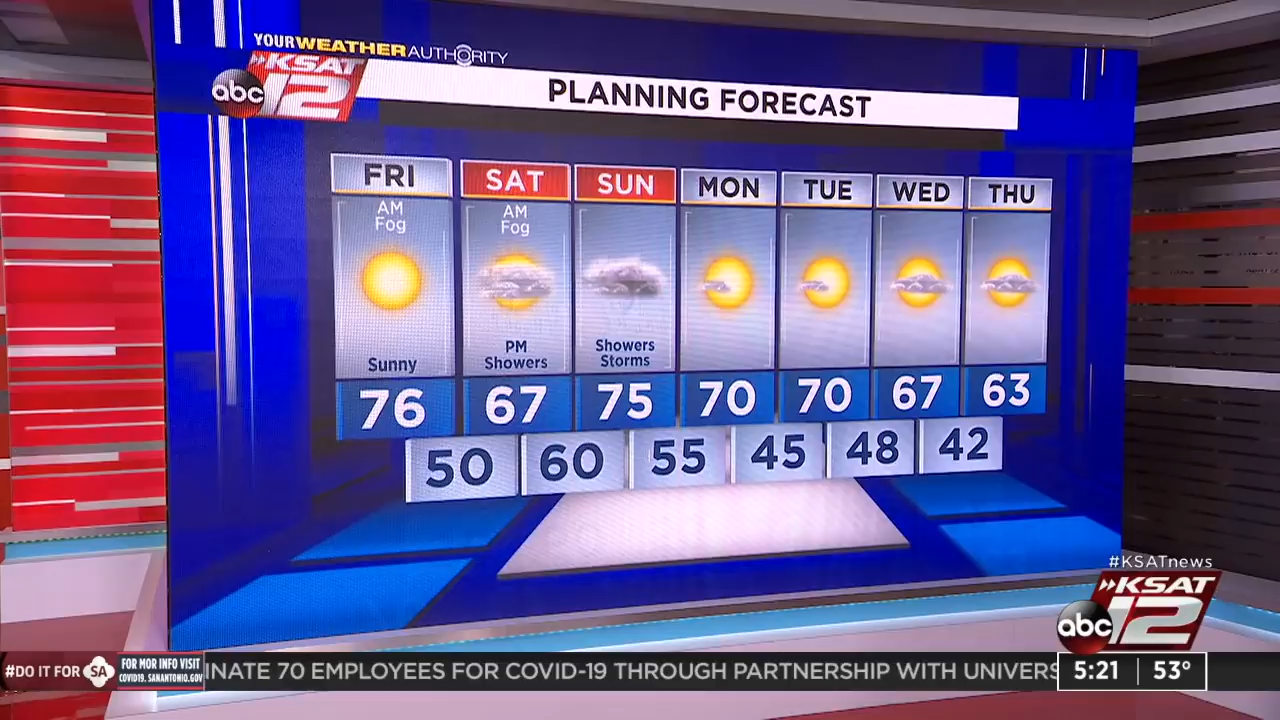 YOURWEATHERAUTHORITY
KSAT
abc 12
PLANNING FORECAST
FRI SAT SUN MON TUE WED THU
AM Fog
AM Fog
Sunny
PM Showers
Showers Storms
76 67 75 70 70 67 63
50 60 55 45 48 42
#KSATnews
KSAT
abc 12
#DO IT FOR SA
FOR MOR INFO VISIT
COVID19. SANANTONIO.GOV
INATE 70 EMPLOYEES FOR COVID-19 THROUGH PARTNERSHIP WITH UNIVERS
5:21 53°